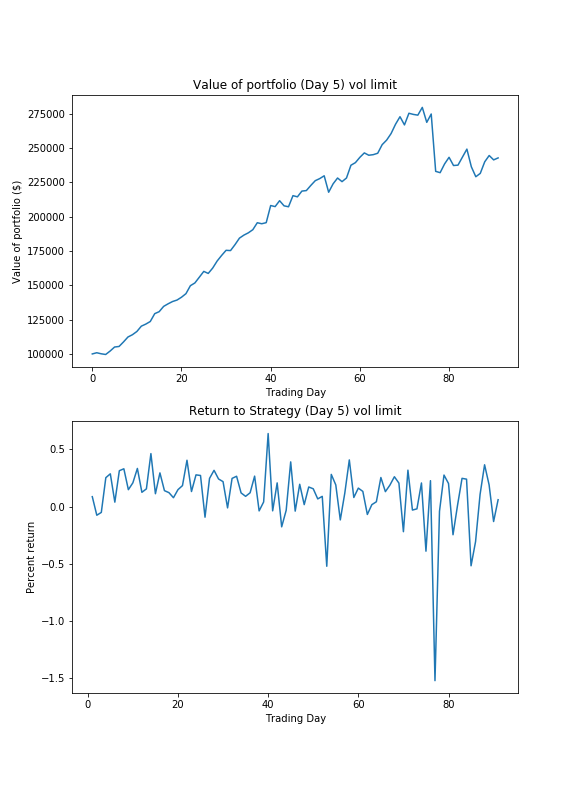 Value of portfolio (Day 5) vol limit
275000
250000
225000
200000
175000
150000
125000
100000
Value of portfolio ($)
0 20 40 60 80
Trading Day
Return to Strategy (Day 5) vol limit
0.5
0.0
−0.5
−1.0
−1.5
Percent return
0 20 40 60 80
Trading Day